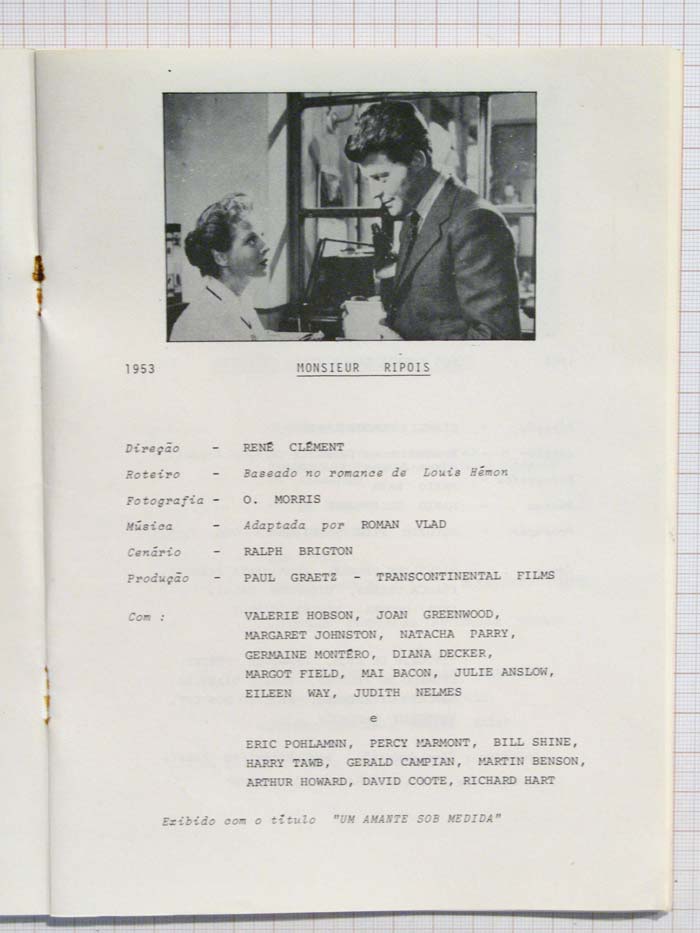 1953 MONSIEUR RIPOIS
Direção - RENÉ CLÉMENT
Roteiro - Baseado no romance de Louis Hémon
Fotografia - O. MORRIS
Música - Adaptada por ROMAN VLAD
Cenário - RALPH BRIGTON
Produção - PAUL GRAETZ - TRANSCONTINENTAL FILMS
Com : VALERIE HOBSON, JOAN GREENWOOD,
MARGARET JOHNSTON, NATACHA PARRY,
GERMAINE MONTÉRO, DIANA DECKER,
MARGOT FIELD, MAI BACON, JULIE ANSLOW,
EILEEN WAY, JUDITH NELMES
e
ERIC POHLAMNN, PERCY MARMONT, BILL SHINE,
HARRY TAWB, GERALD CAMPIAN, MARTIN BENSON,
ARTHUR HOWARD, DAVID COOTE, RICHARD HART
Exibido com o título "UM AMANTE SOB MEDIDA"